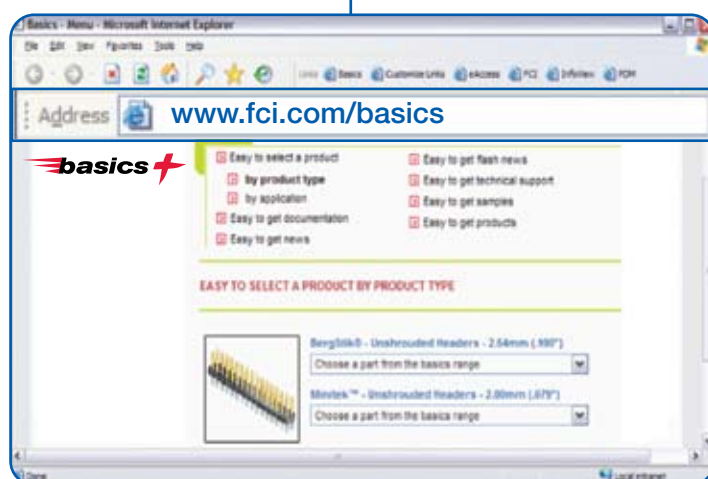 Basics - Menu - Microsoft Internet Explorer
File Edit View Favorites Tools Help
Links Basics Customize Links eAccess FCI Infoview PDM
Address www.fci.com/basics
basics+
Easy to select a product
by product type
by application
Easy to get documentation
Easy to get news
Easy to get flash news
Easy to get technical support
Easy to get samples
Easy to get products
EASY TO SELECT A PRODUCT BY PRODUCT TYPE
BergStik® - Unshrouded Headers - 2.54mm (.100")
Choose a part from the basics range
Minitek™ - Unshrouded Headers - 2.00mm (.079")
Choose a part from the basics range
Done
Local intranet